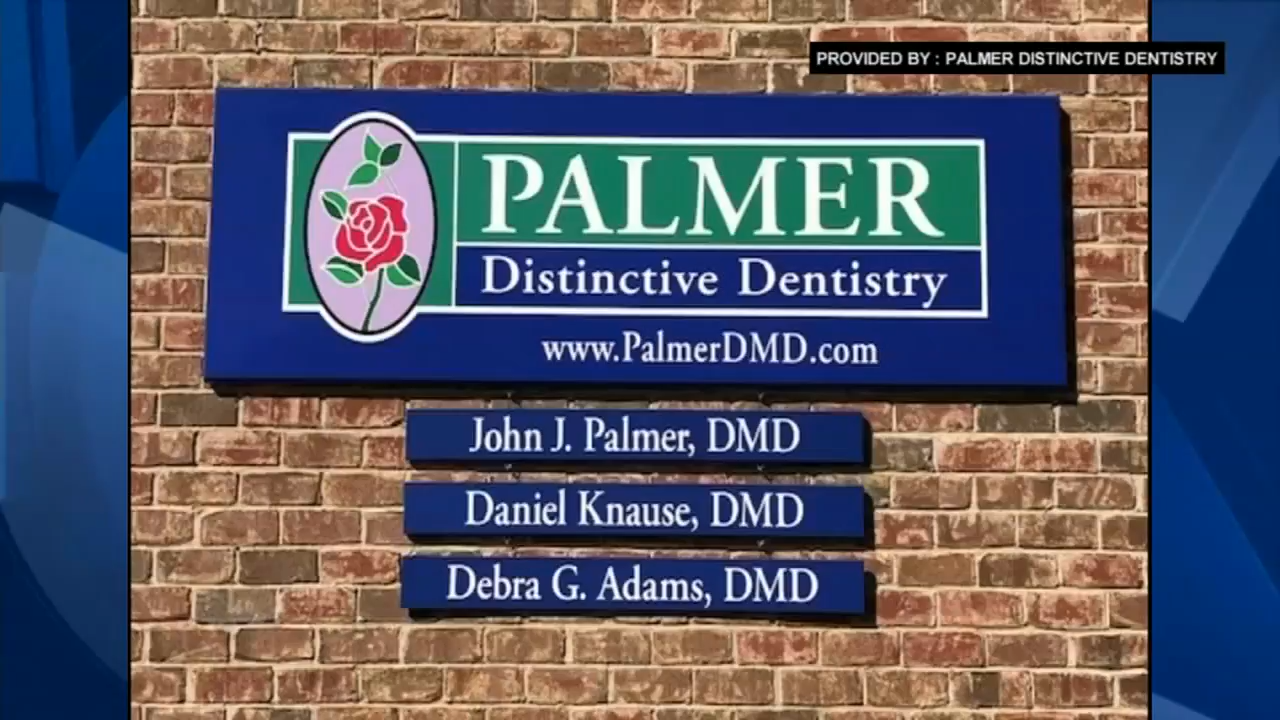 PROVIDED BY : PALMER DISTINCTIVE DENTISTRY
PALMER
Distinctive Dentistry
www.PalmerDMD.com
John J. Palmer, DMD
Daniel Knause, DMD
Debra G. Adams, DMD